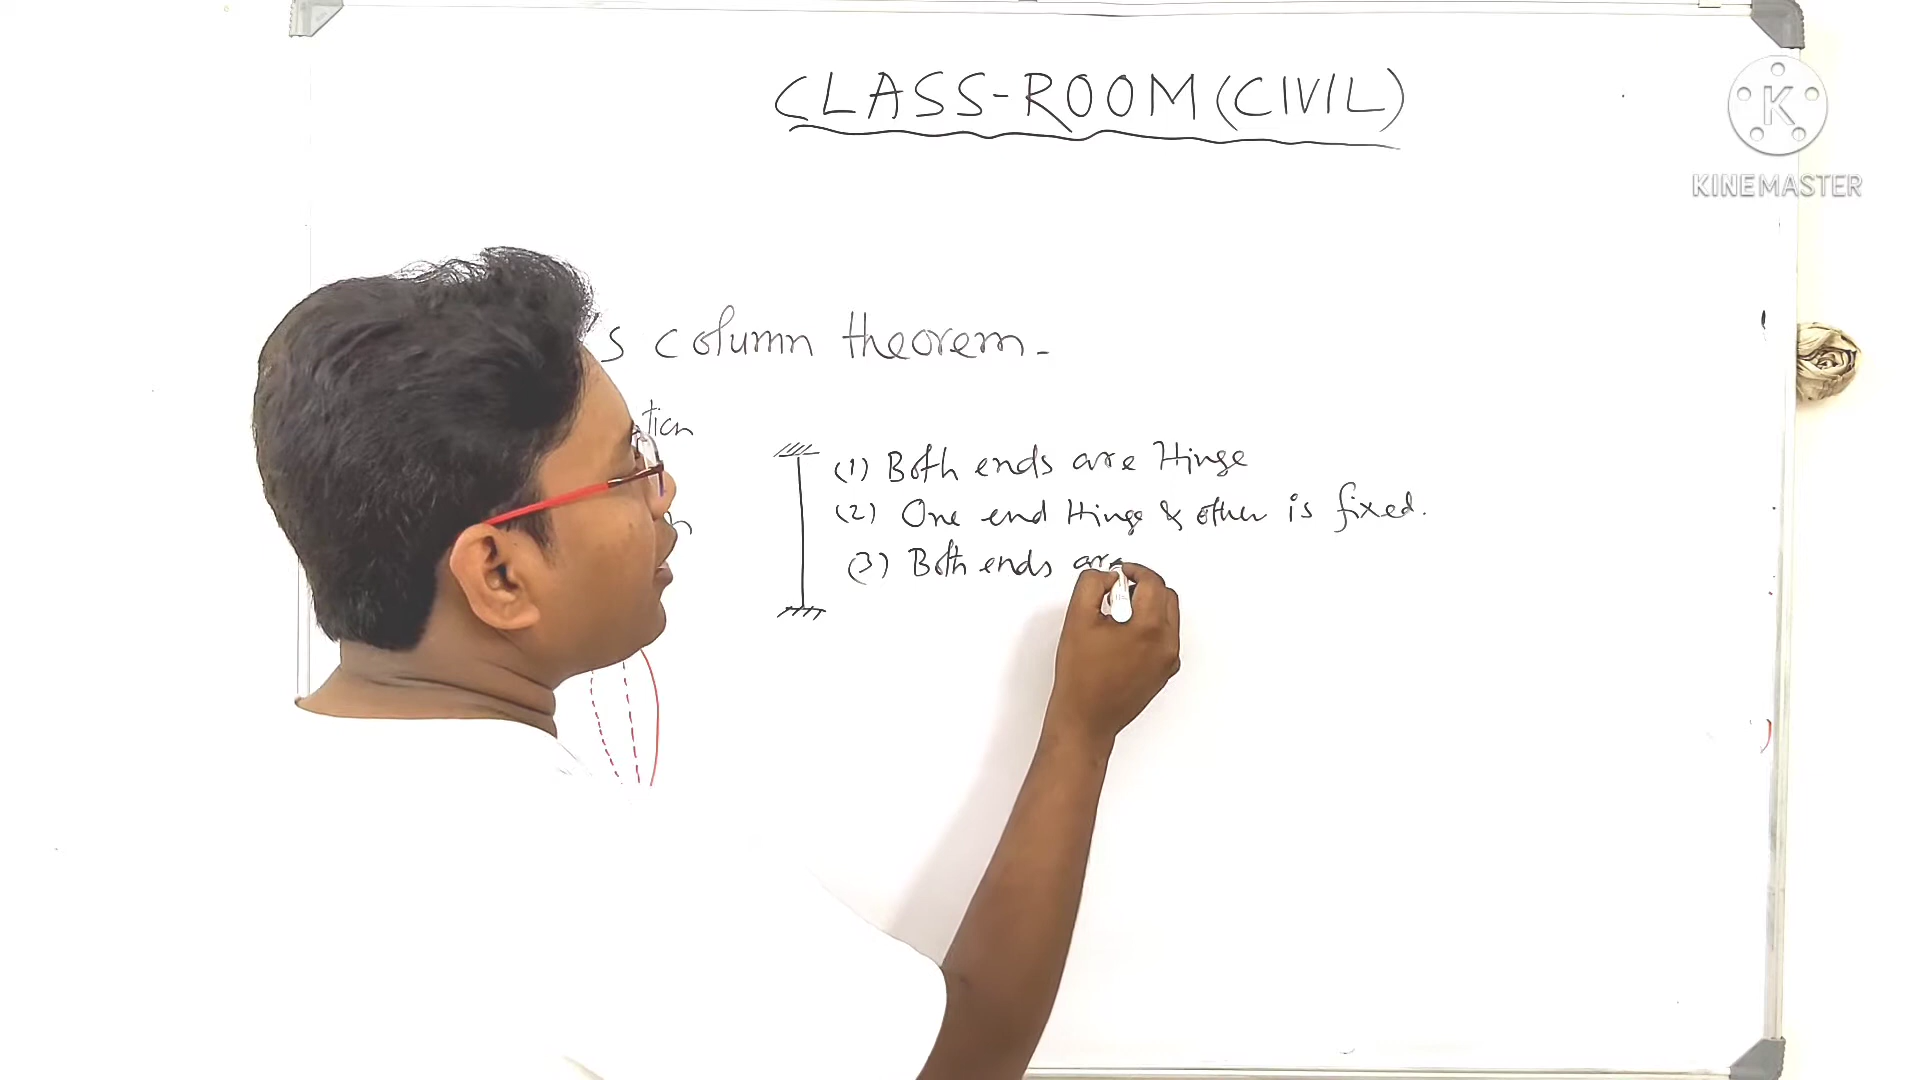 CLASS-ROOM (CIVIL)
K
KINEMASTER
s column theorem-
(1) Both ends are Hinge
(2) One end Hinge & other is fixed.
(3) Both ends are